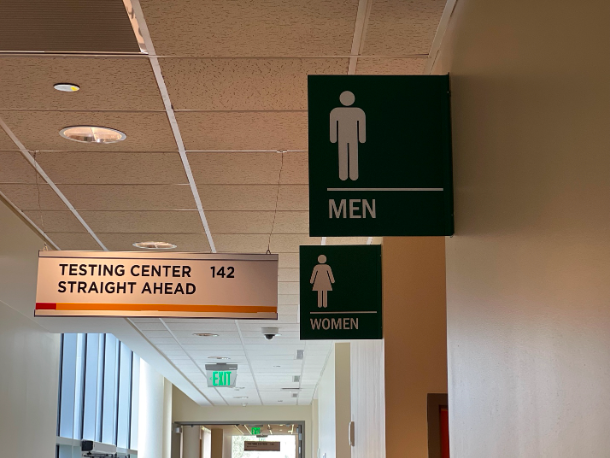 MEN
TESTING CENTER 142
STRAIGHT AHEAD
WOMEN
EXIT